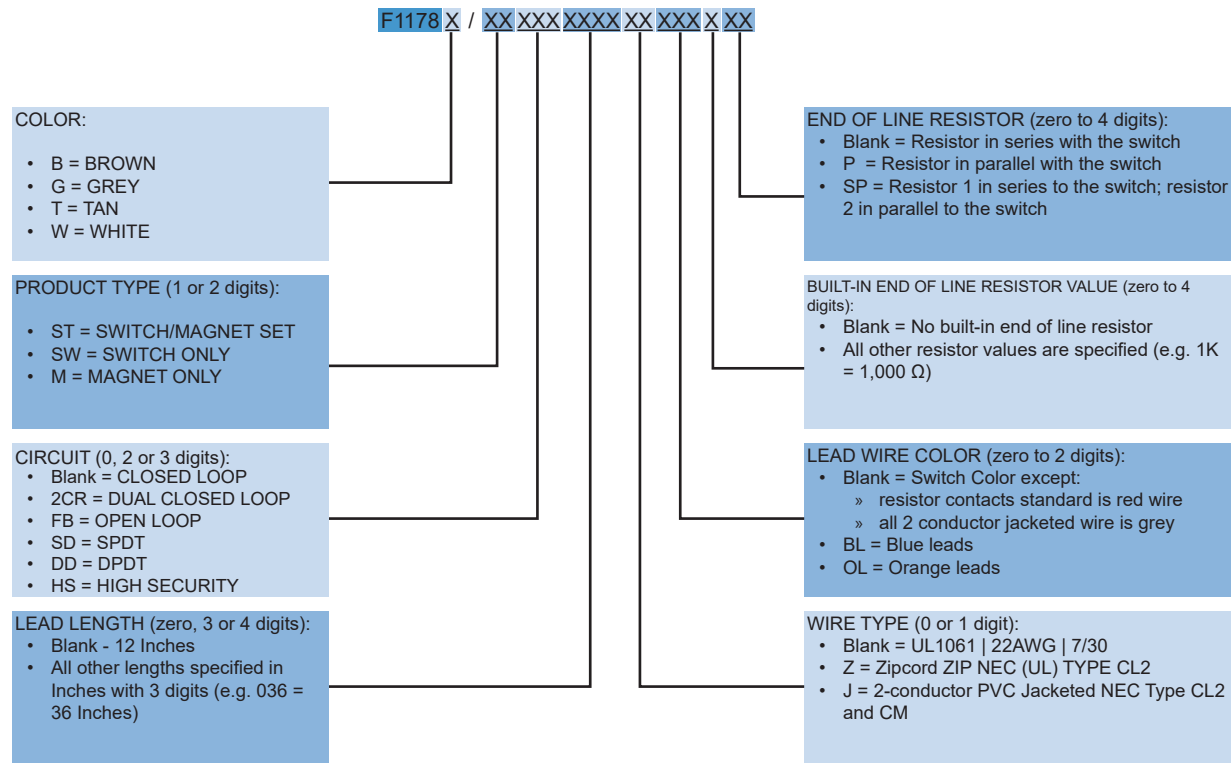 F1178 X / XX XXX XXXX XX XXX X XX
COLOR:
• B = BROWN
• G = GREY
• T = TAN
• W = WHITE
PRODUCT TYPE (1 or 2 digits):
• ST = SWITCH/MAGNET SET
• SW = SWITCH ONLY
• M = MAGNET ONLY
CIRCUIT (0, 2 or 3 digits):
• Blank = CLOSED LOOP
• 2CR = DUAL CLOSED LOOP
• FB = OPEN LOOP
• SD = SPDT
• DD = DPDT
• HS = HIGH SECURITY
LEAD LENGTH (zero, 3 or 4 digits):
• Blank - 12 Inches
• All other lengths specified in
Inches with 3 digits (e.g. 036 =
36 Inches)
END OF LINE RESISTOR (zero to 4 digits):
• Blank = Resistor in series with the switch
• P = Resistor in parallel with the switch
• SP = Resistor 1 in series to the switch; resistor
2 in parallel to the switch
BUILT-IN END OF LINE RESISTOR VALUE (zero to 4
digits):
• Blank = No built-in end of line resistor
• All other resistor values are specified (e.g. 1K
= 1,000 Ω)
LEAD WIRE COLOR (zero to 2 digits):
• Blank = Switch Color except:
» resistor contacts standard is red wire
» all 2 conductor jacketed wire is grey
• BL = Blue leads
• OL = Orange leads
WIRE TYPE (0 or 1 digit):
• Blank = UL1061 | 22AWG | 7/30
• Z = Zipcord ZIP NEC (UL) TYPE CL2
• J = 2-conductor PVC Jacketed NEC Type CL2
and CM